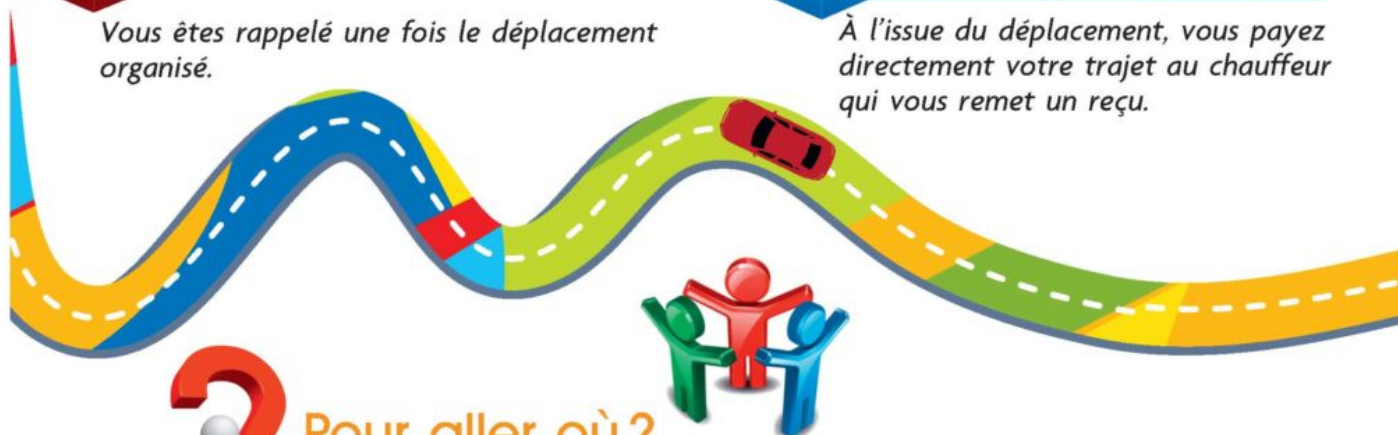 Vous êtes rappelé une fois le déplacement
organisé.
À l'issue du déplacement, vous payez
directement votre trajet au chauffeur
qui vous remet un reçu.
Pour aller où ?